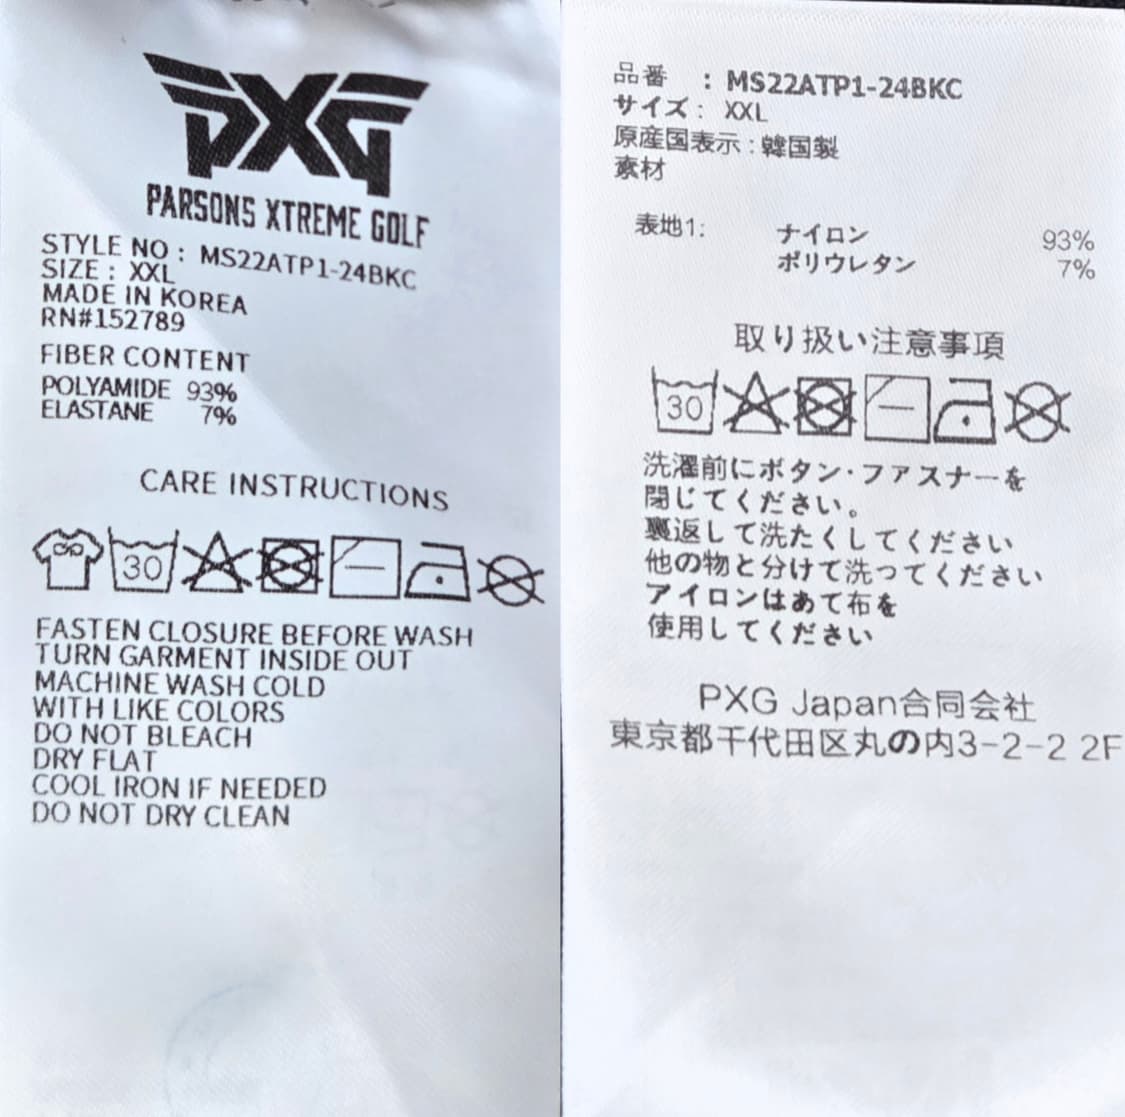 PXG
PARSONS XTREME GOLF
STYLE NO : MS22ATP1-24BKC
SIZE : XXL
MADE IN KOREA
RN#152789
FIBER CONTENT
POLYAMIDE 93%
ELASTANE 7%
CARE INSTRUCTIONS
30
FASTEN CLOSURE BEFORE WASH
TURN GARMENT INSIDE OUT
MACHINE WASH COLD
WITH LIKE COLORS
DO NOT BLEACH
DRY FLAT
COOL IRON IF NEEDED
DO NOT DRY CLEAN
品番 : MS22ATP1-24BKC
サイズ : XXL
原産国表示 : 韓国製
素材
表地1: ナイロン 93%
ポリウレタン 7%
取り扱い注意事項
30
洗濯前にボタン・ファスナーを
閉じてください。
裏返して洗たくしてください
他の物と分けて洗ってください
アイロンはあて布を
使用してください
PXG Japan合同会社
東京都千代田区丸の内3-2-2 2F